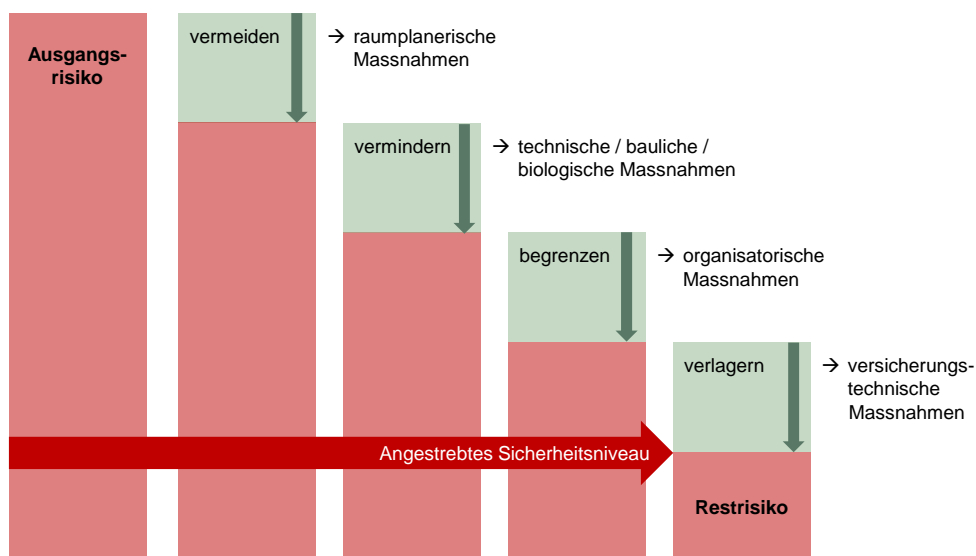 Ausgangs-
risiko
vermeiden
→ raumplanerische
Massnahmen
vermindern
→ technische / bauliche /
biologische Massnahmen
begrenzen
→ organisatorische
Massnahmen
verlagern
→ versicherungs-
technische
Massnahmen
Angestrebtes Sicherheitsniveau
Restrisiko